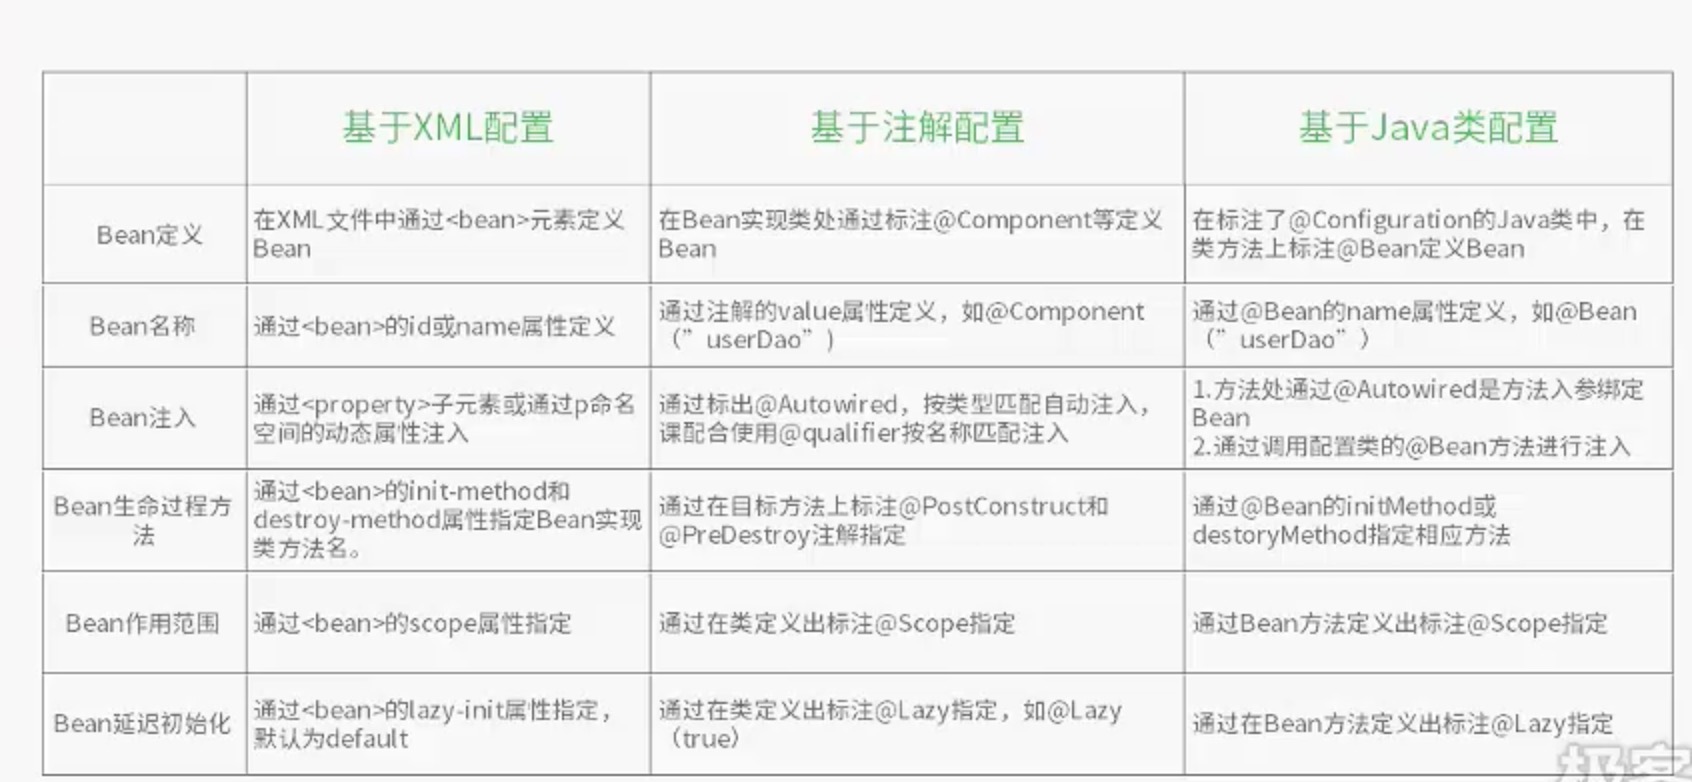 基于XML配置
基于注解配置
基于Java类配置
Bean定义
在XML文件中通过<bean>元素定义
Bean
在Bean实现类处通过标注@Component等定义
Bean
在标注了@Configuration的Java类中，在
类方法上标注@Bean定义Bean
Bean名称
通过<bean>的id或name属性定义
通过注解的value属性定义，如@Component
（”userDao”)
通过@Bean的name属性定义，如@Bean
（”userDao”）
Bean注入
通过<property>子元素或通过p命名
空间的动态属性注入
通过标出@Autowired，按类型匹配自动注入，
课配合使用@qualifier按名称匹配注入
1.方法处通过@Autowired是方法入参绑定
Bean
2.通过调用配置类的@Bean方法进行注入
Bean生命过程方
法
通过<bean>的init-method和
destroy-method属性指定Bean实现
类方法名。
通过在目标方法上标注@PostConstruct和
@PreDestroy注解指定
通过@Bean的initMethod或
destoryMethod指定相应方法
Bean作用范围
通过<bean>的scope属性指定
通过在类定义出标注@Scope指定
通过Bean方法定义出标注@Scope指定
Bean延迟初始化
通过<bean>的lazy-init属性指定，
默认为default
通过在类定义出标注@Lazy指定，如@Lazy
（true）
通过在Bean方法定义出标注@Lazy指定
极客